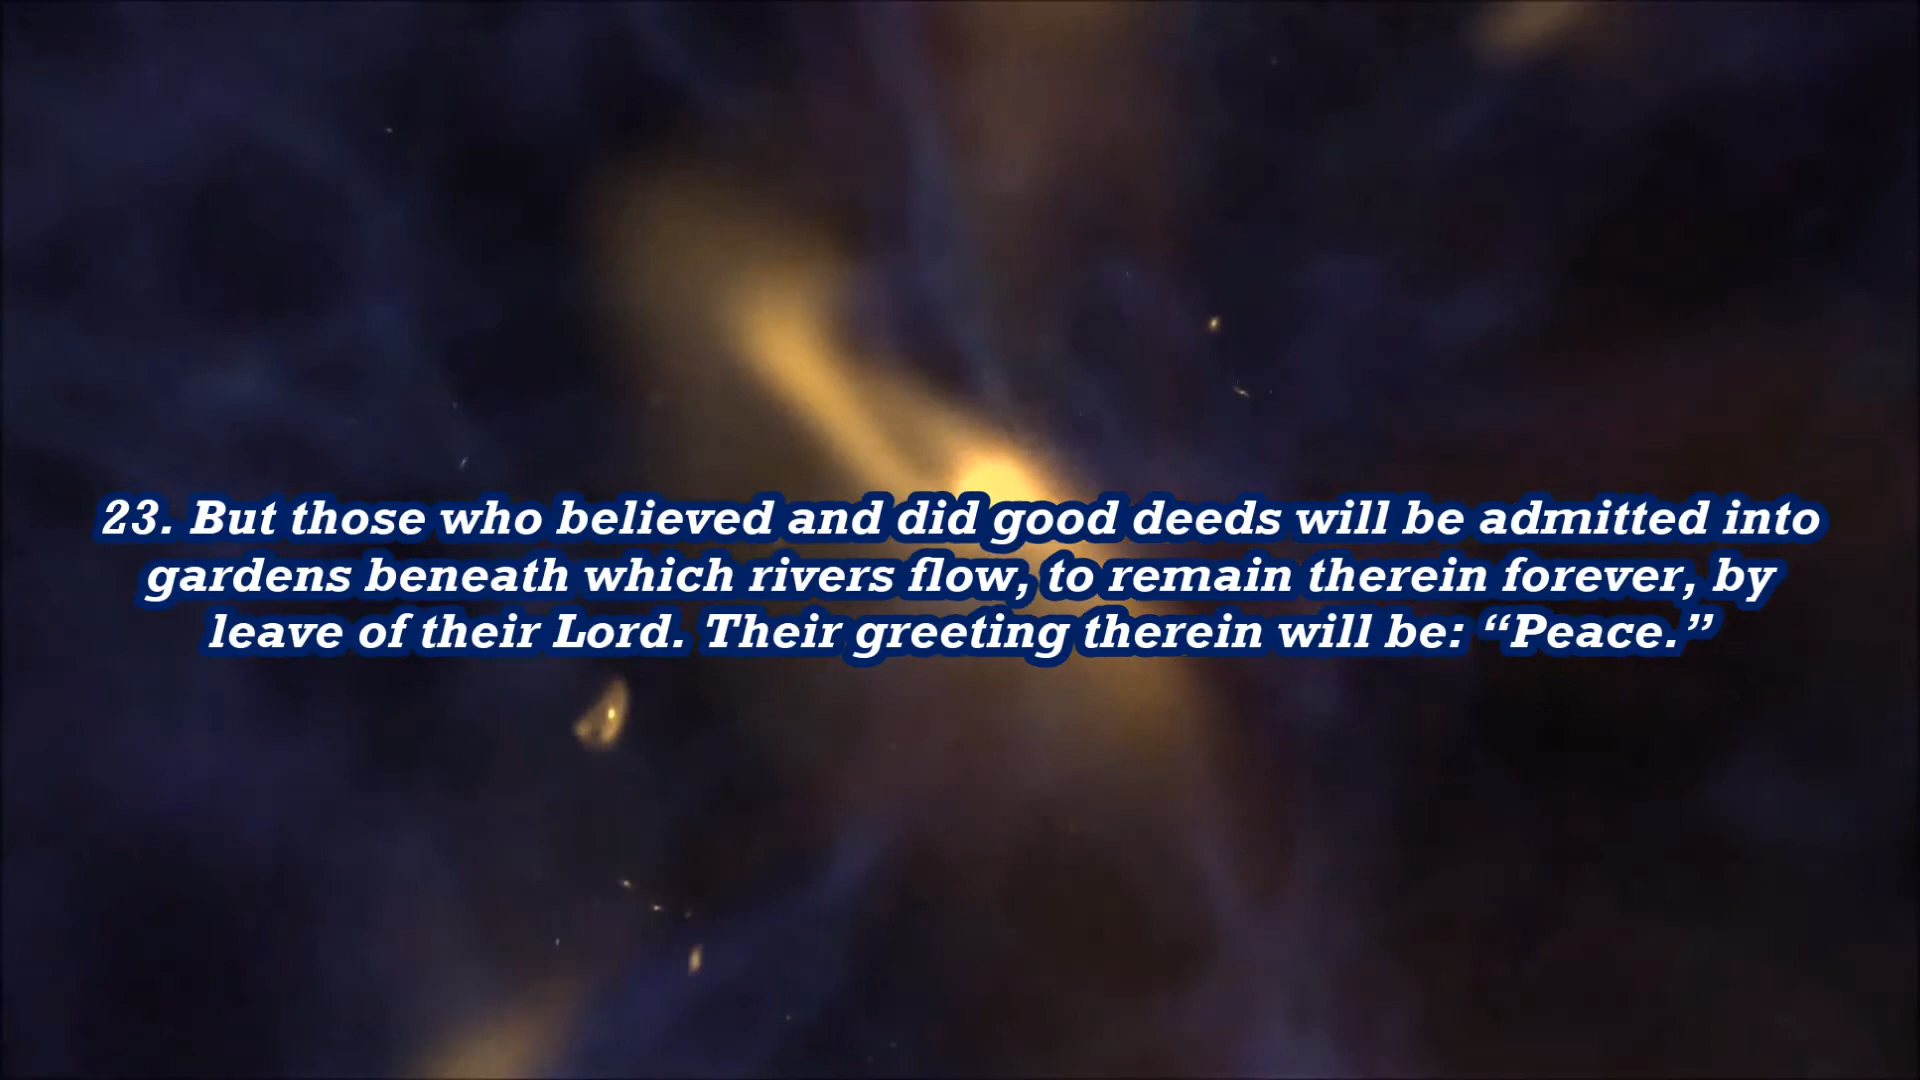 23. But those who believed and did good deeds will be admitted into
gardens beneath which rivers flow, to remain therein forever, by
leave of their Lord. Their greeting therein will be: “Peace.”